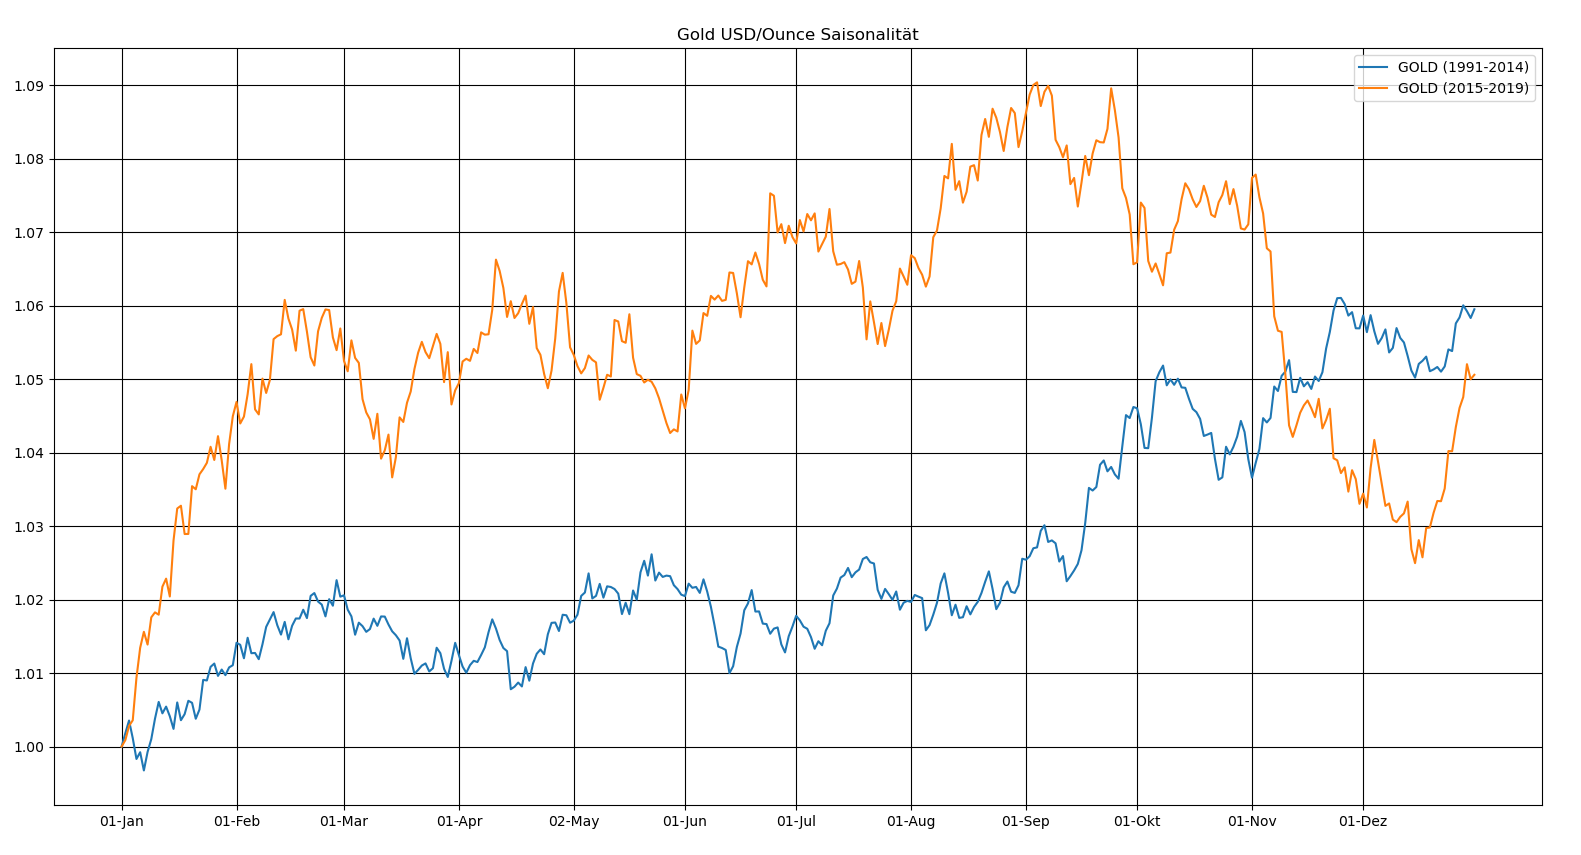 Gold USD/Ounce Saisonalität
GOLD (1991-2014)
GOLD (2015-2019)
1.09
1.08
1.07
1.06
1.05
1.04
1.03
1.02
1.01
1.00
01-Jan 01-Feb 01-Mar 01-Apr 02-May 01-Jun 01-Jul 01-Aug 01-Sep 01-Okt 01-Nov 01-Dez